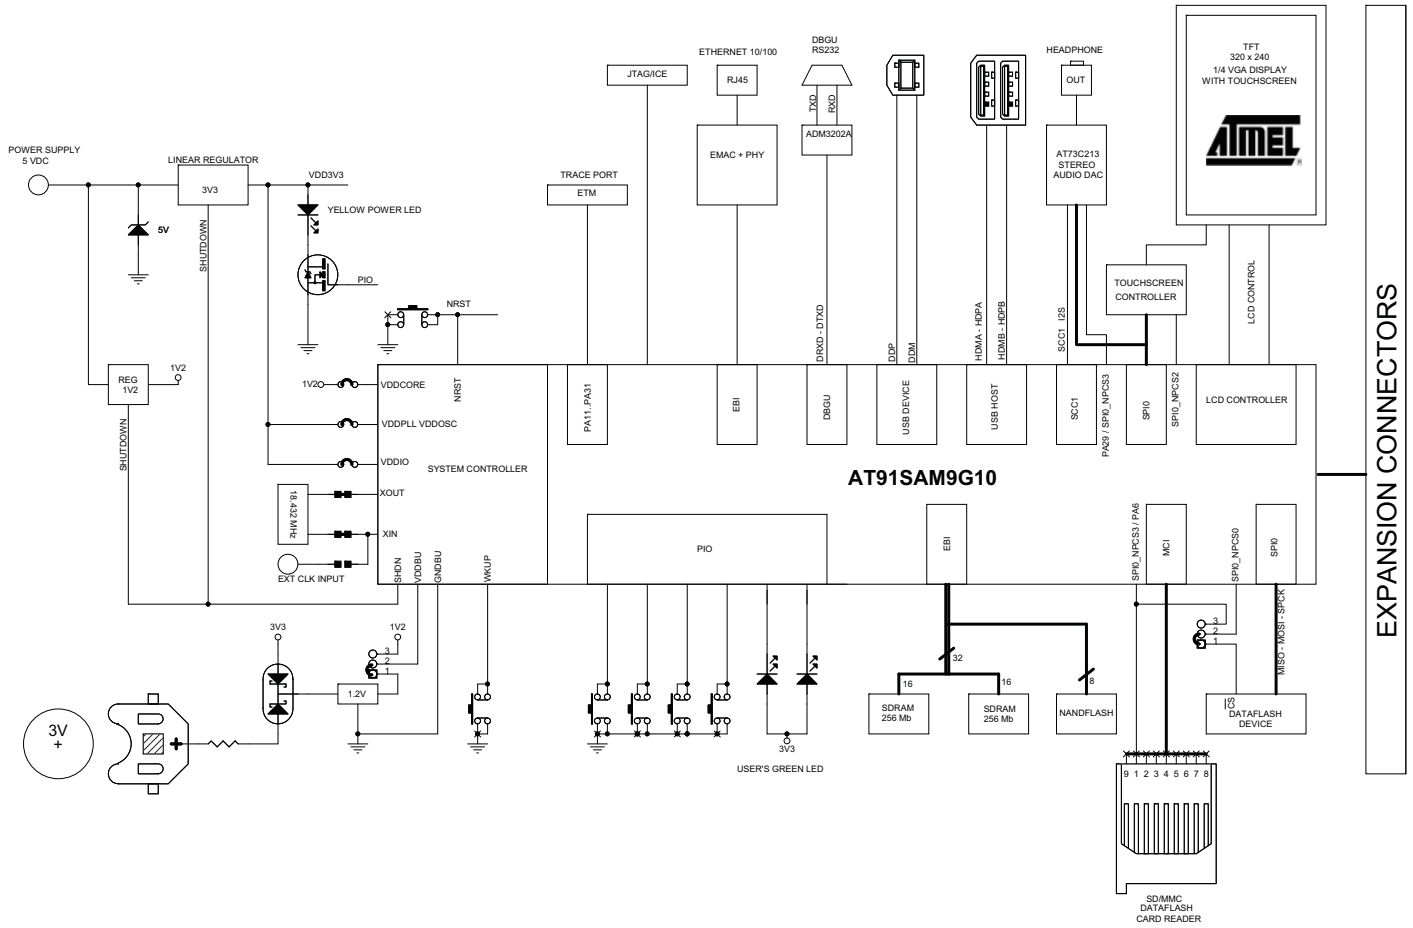 POWER SUPPLY
5 VDC
LINEAR REGULATOR
3V3
VDD3V3
YELLOW POWER LED
5V
SHUTDOWN
PIO
NRST
REG
1V2
1V2
SHUTDOWN
TRACE PORT
ETM
JTAG/ICE
ETHERNET 10/100
RJ45
EMAC + PHY
DBGU
RS232
TXD
RXD
ADM3202A
DRXD - DTXD
DDP
DDM
HDMA - HDPA
HDMB - HDPB
HEADPHONE
OUT
AT73C213
STEREO
AUDIO DAC
SCC1 I2S
TFT
320 x 240
1/4 VGA DISPLAY
WITH TOUCHSCREEN
ATMEL
®
TOUCHSCREEN
CONTROLLER
LCD CONTROL
EXPANSION CONNECTORS
1V2
VDDCORE
VDDPLL VDDOSC
VDDIO
XOUT
XIN
18.432 MHz
EXT CLK INPUT
SYSTEM CONTROLLER
NRST
PA11..PA31
EBI
DBGU
USB DEVICE
USB HOST
SCC1
PA29 / SPI0_NPCS3
SPI0
SPI0_NPCS2
LCD CONTROLLER
AT91SAM9G10
SHDN
VDDBU
GNDBU
WKUP
PIO
EBI
SPI0_NPCS3 / PA6
MCI
SPI0_NPCS0
SPI0
3V3
1V2
3
2
1
1.2V
3V
+
+
3V3
USER'S GREEN LED
32
16
16
8
SDRAM
256 Mb
SDRAM
256 Mb
NANDFLASH
3
2
1
MISO - MOSI - SPCK
CS
DATAFLASH
DEVICE
9 1 2 3 4 5 6 7 8
SD/MMC
DATAFLASH
CARD READER